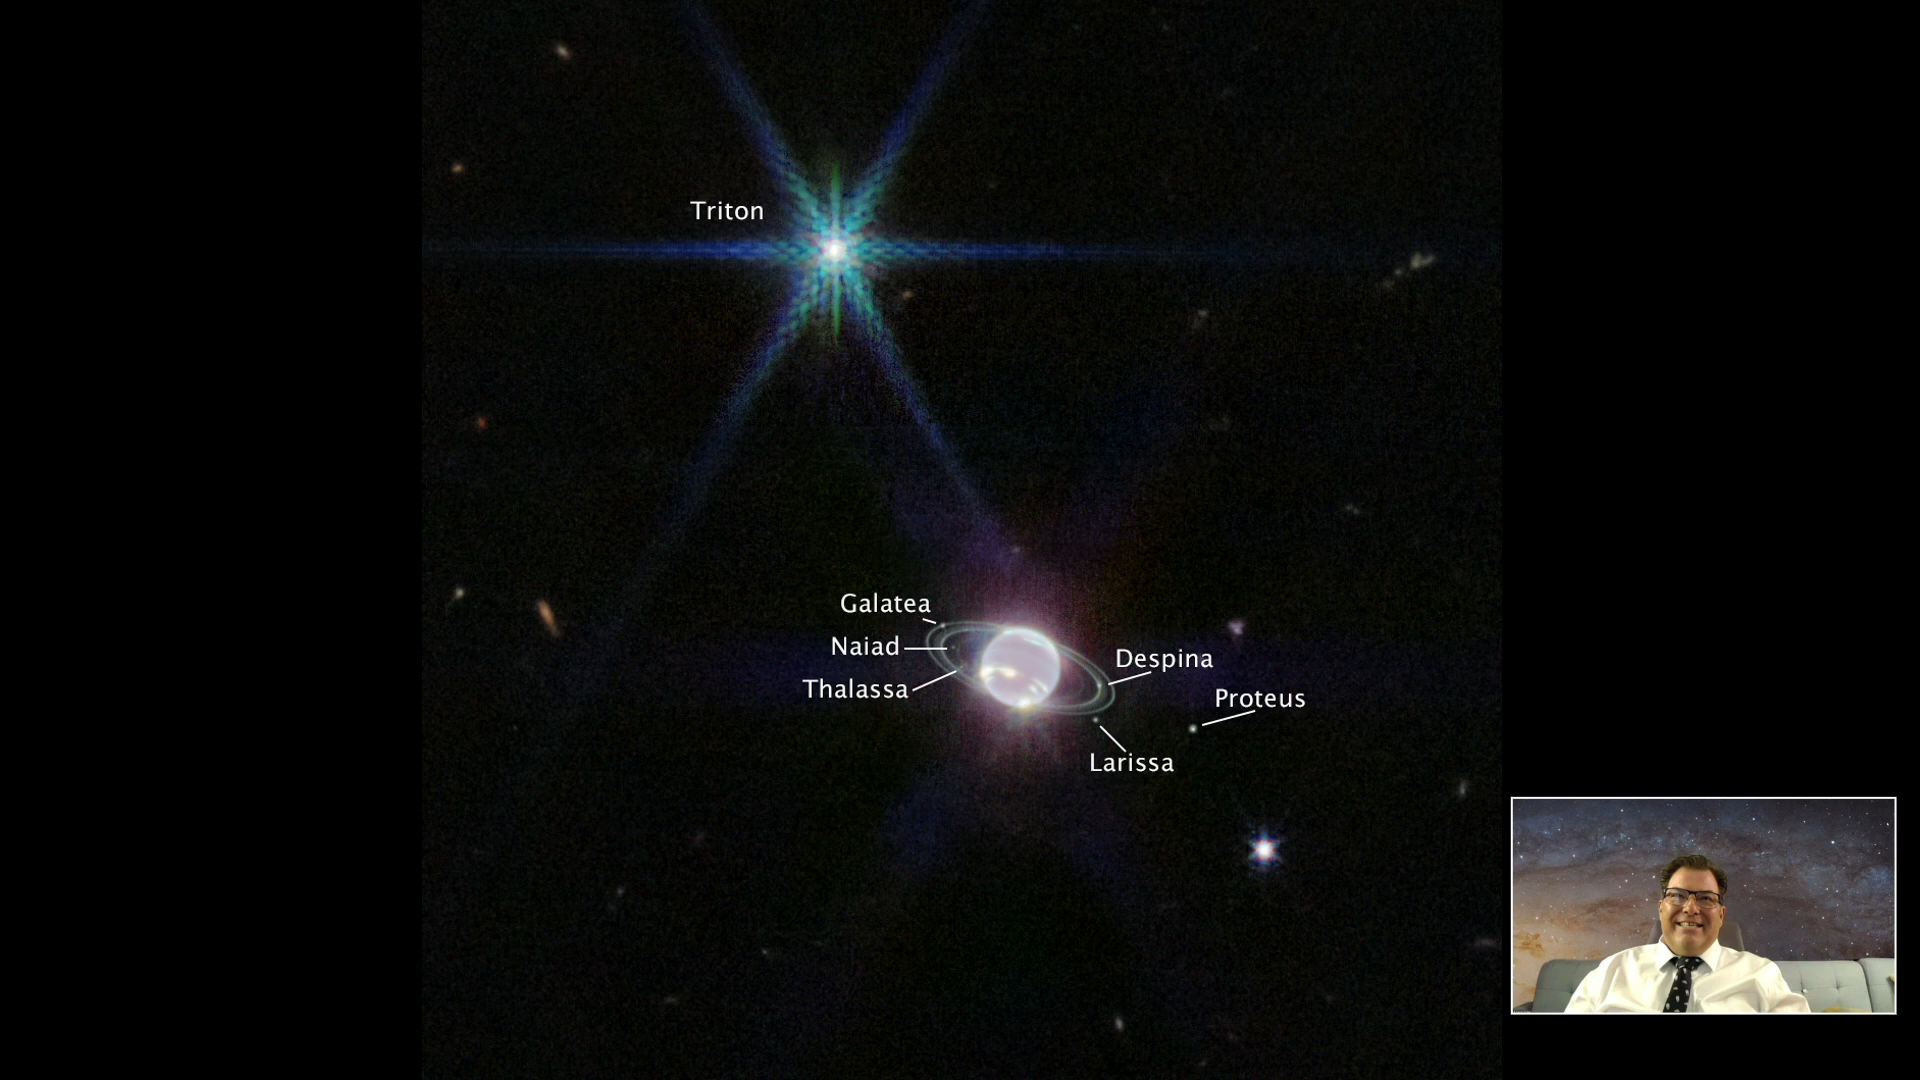 Triton
Galatea
Naiad
Despina
Thalassa
Proteus
Larissa